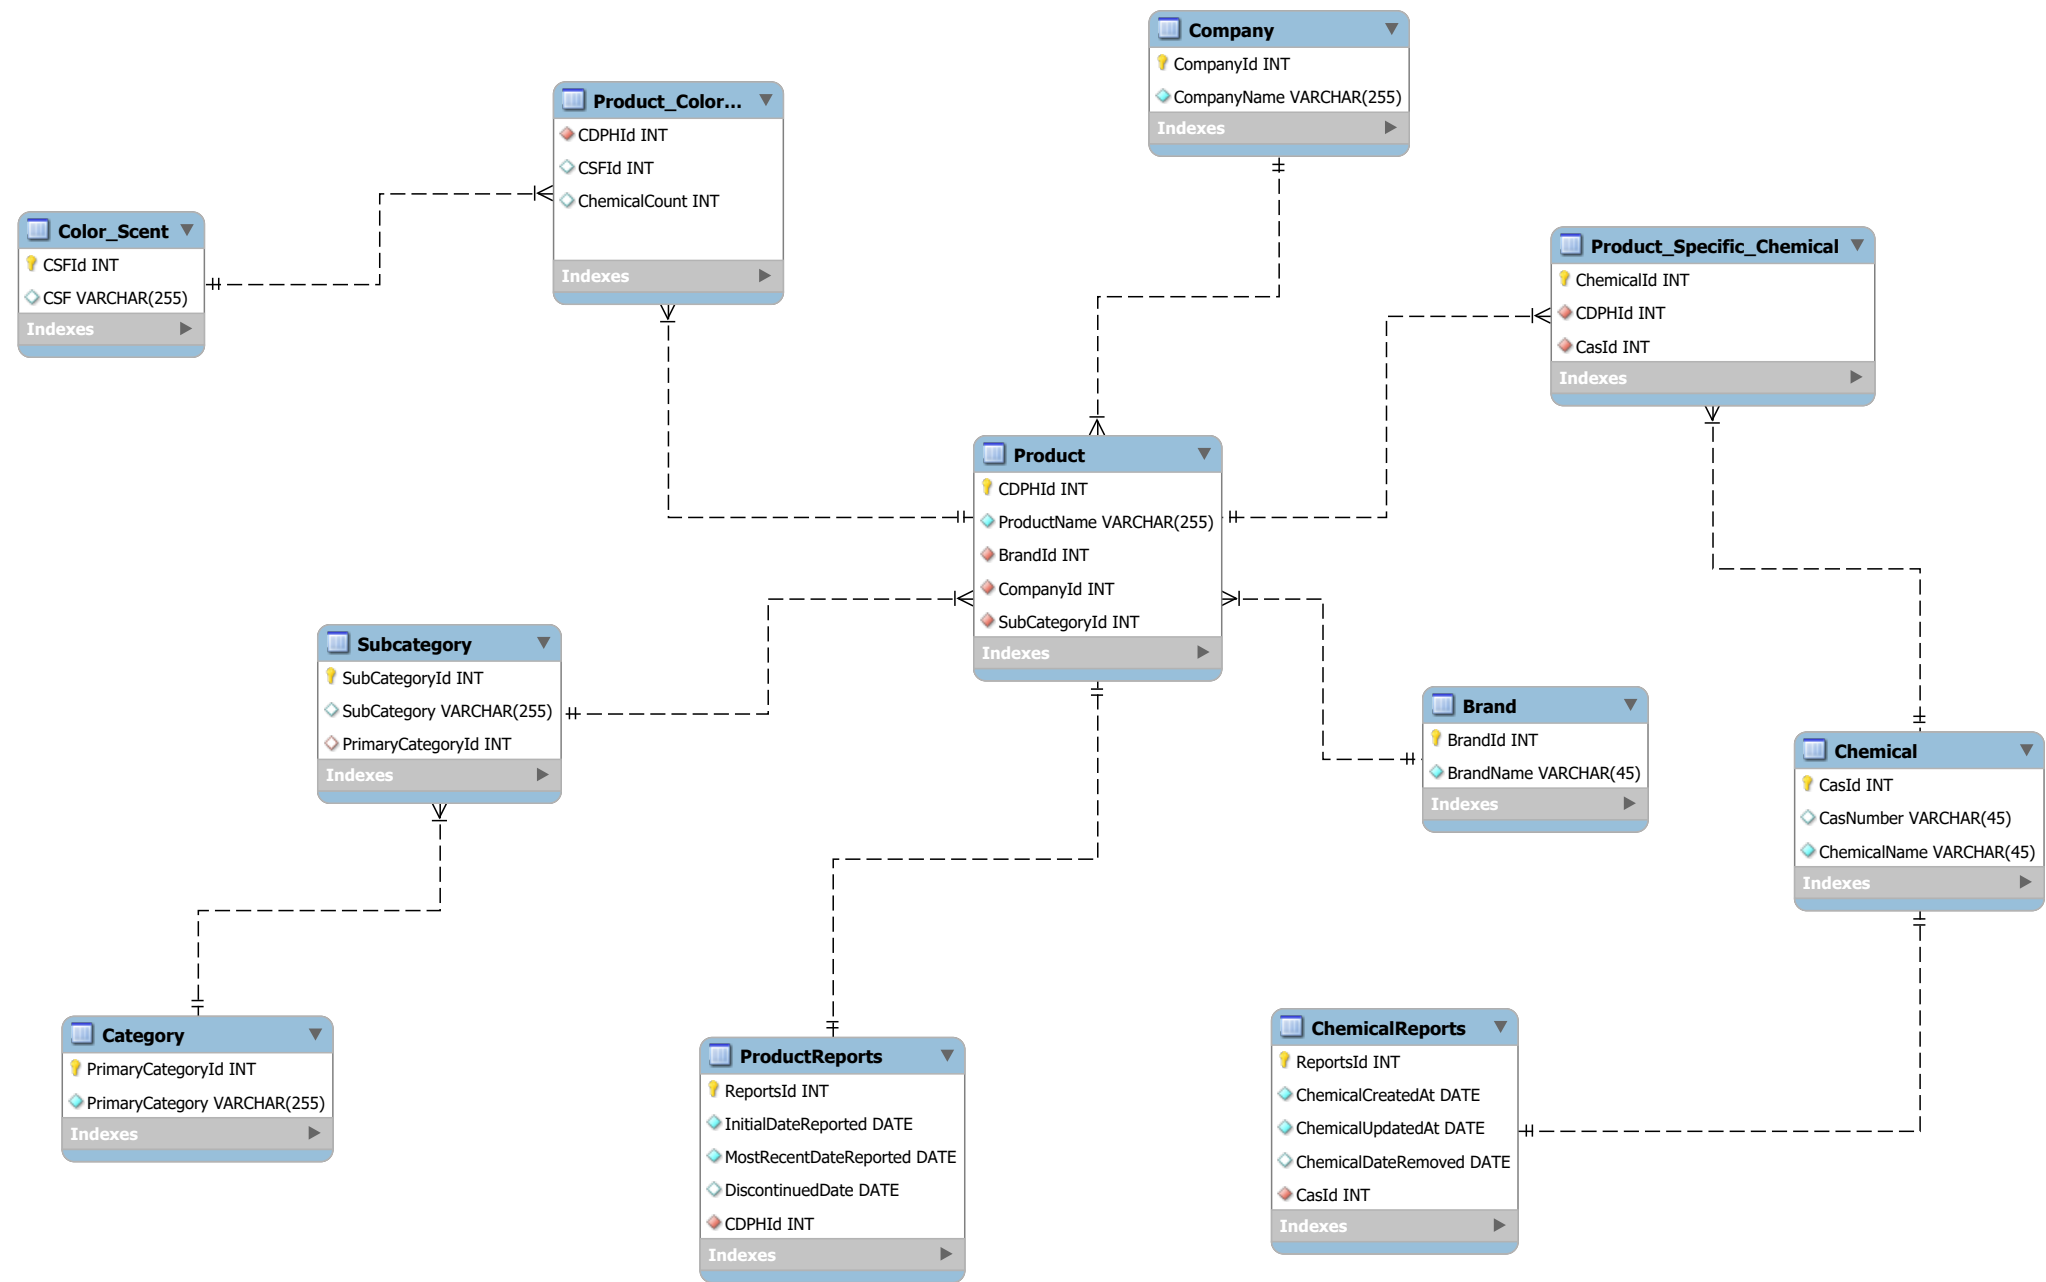 Company
CompanyId INT
CompanyName VARCHAR(255)
Indexes
Product_Color...
CDPHId INT
CSFId INT
ChemicalCount INT
Indexes
Color_Scent
CSFId INT
CSF VARCHAR(255)
Indexes
Product_Specific_Chemical
ChemicalId INT
CDPHId INT
CasId INT
Indexes
Product
CDPHId INT
ProductName VARCHAR(255)
BrandId INT
CompanyId INT
SubCategoryId INT
Indexes
Subcategory
SubCategoryId INT
SubCategory VARCHAR(255)
PrimaryCategoryId INT
Indexes
Brand
BrandId INT
BrandName VARCHAR(45)
Indexes
Chemical
CasId INT
CasNumber VARCHAR(45)
ChemicalName VARCHAR(45)
Indexes
Category
PrimaryCategoryId INT
PrimaryCategory VARCHAR(255)
Indexes
ProductReports
ReportsId INT
InitialDateReported DATE
MostRecentDateReported DATE
DiscontinuedDate DATE
CDPHId INT
Indexes
ChemicalReports
ReportsId INT
ChemicalCreatedAt DATE
ChemicalUpdatedAt DATE
ChemicalDateRemoved DATE
CasId INT
Indexes